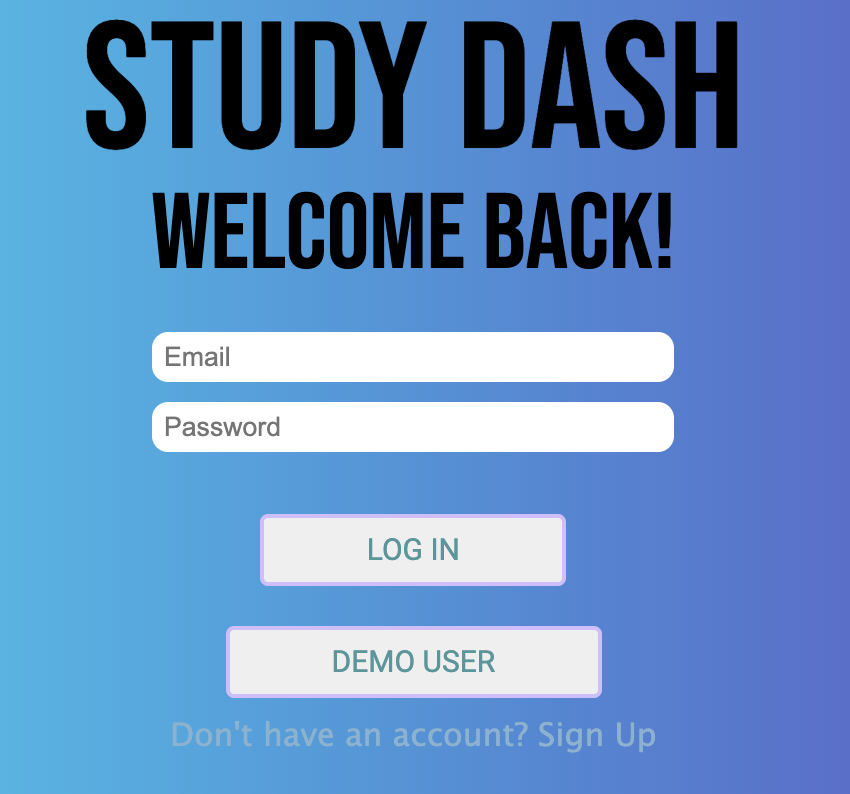 STUDY DASH
WELCOME BACK!
Email
Password
LOG IN
DEMO USER
Don't have an account? Sign Up